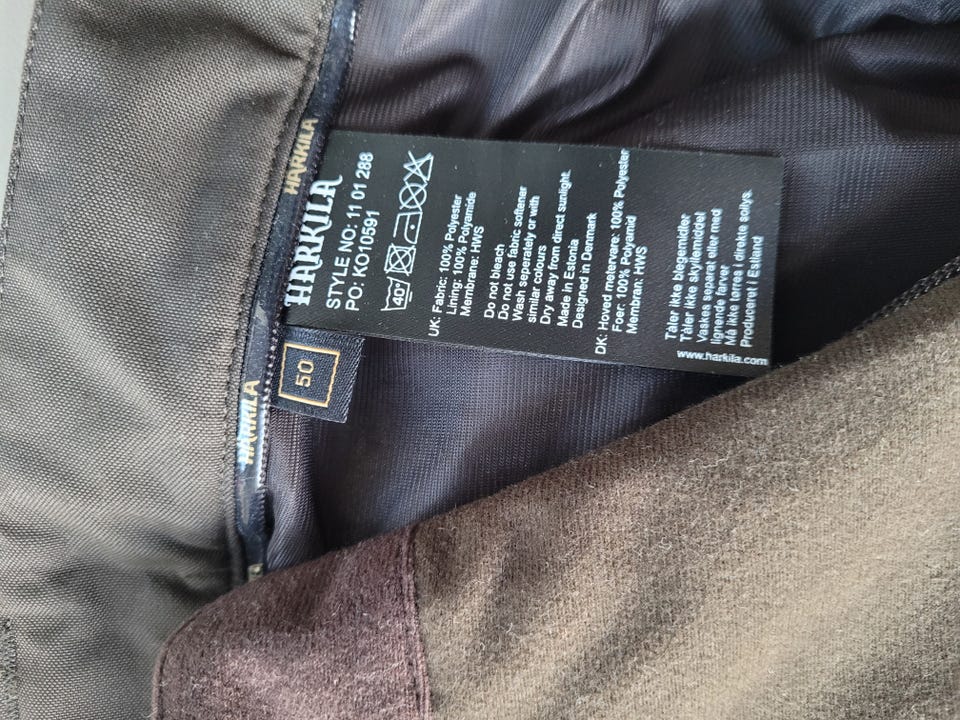 HARKILA
HARKILA
HARKILA
STYLE NO: 11 01 288
PO: KO10591
40°
UK: Fabric: 100% Polyester
Lining: 100% Polyamide
Membrane: HWS
Do not bleach
Do not use fabric softener
Wash seperately or with
similar colours
Dry away from direct sunlight.
Made in Estonia
Designed in Denmark
DK: Hoved metervare: 100% Polyester
Foer: 100% Polyamid
Membran: HWS
Tåler ikke blegemidler
Tåler ikke skyllemiddel
Vaskes separat eller med
lignende farver
Må ikke tørres i direkte sollys.
Produceret i Estland
www.harkila.com
50